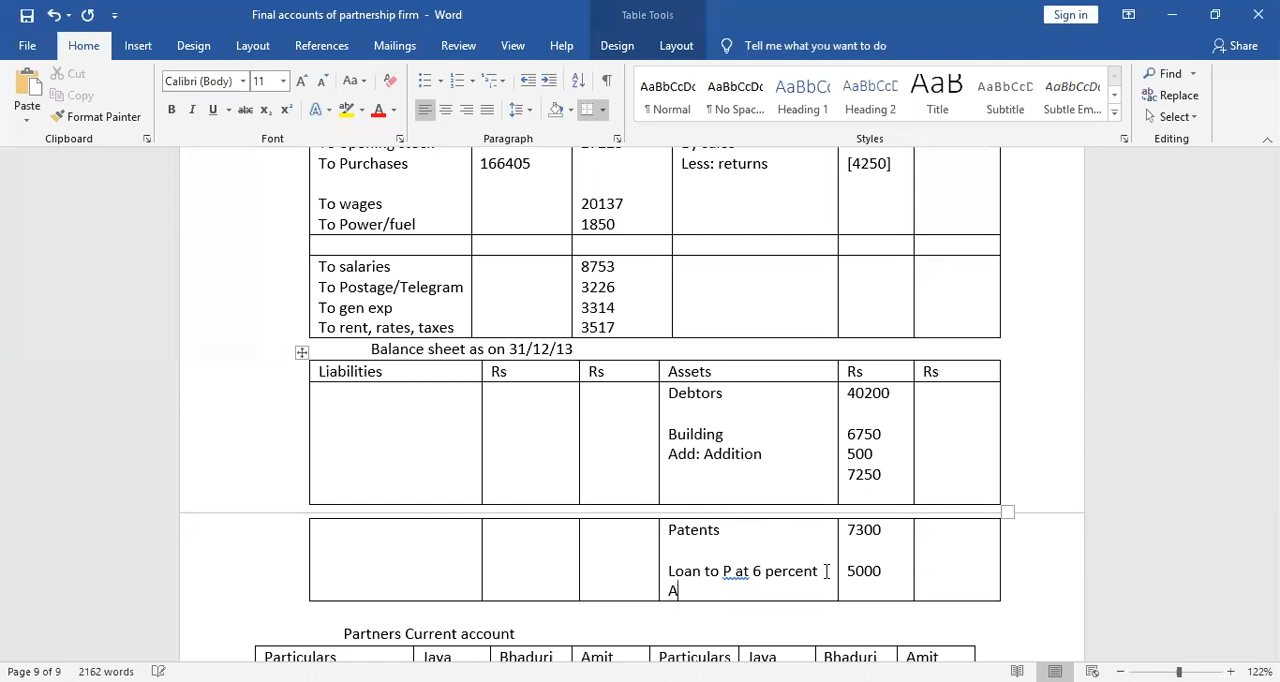 Final accounts of partnership firm - Word
Table Tools
Sign in
File Home Insert Design Layout References Mailings Review View Help Design Layout Tell me what you want to do Share
Paste
Cut
Copy
Format Painter
Clipboard
Calibri (Body) 11
Font
Paragraph
AaBbCcDc AaBbCcDc AaBbCc AaBbCcD AaB AaBbCcD AaBbCcDc
¶ Normal ¶ No Spac... Heading 1 Heading 2 Title Subtitle Subtle Em...
Styles
Find
Replace
Select
Editing
To Purchases 166405 Less: returns [4250]
To wages 20137
To Power/fuel 1850
To salaries 8753
To Postage/Telegram 3226
To gen exp 3314
To rent, rates, taxes 3517
Balance sheet as on 31/12/13
Liabilities Rs Rs Assets Rs Rs
Debtors 40200
Building 6750
Add: Addition 500
7250
Patents 7300
Loan to P at 6 percent 5000
A
Partners Current account
Particulars Jaya Bhaduri Amit Particulars Jaya Bhaduri Amit
Page 9 of 9 2162 words 122%